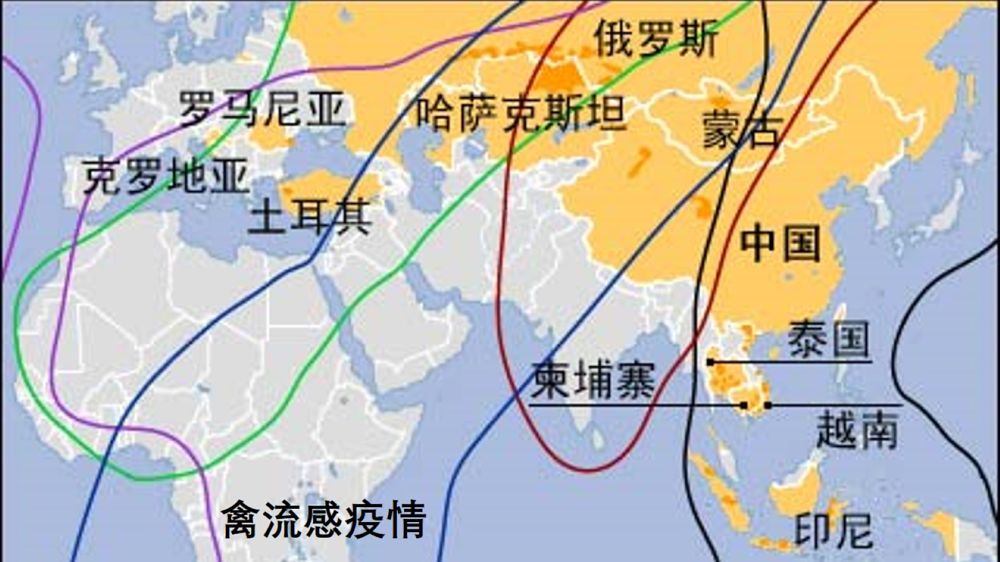 俄罗斯
罗马尼亚
哈萨克斯坦
蒙古
克罗地亚
土耳其
中国
泰国
柬埔寨
越南
禽流感疫情
印尼